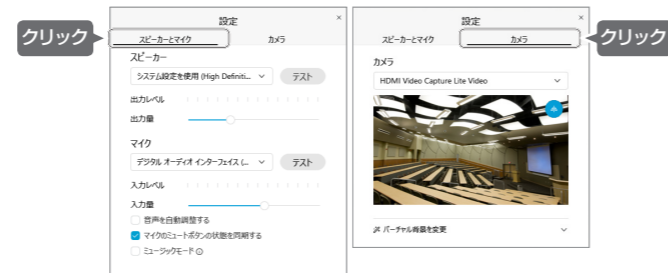 クリック
設定
×
スピーカーとマイク
カメラ
スピーカー
システム設定を使用 (High Definiti...
テスト
出力レベル
出力量
マイク
デジタル オーディオ インターフェイス (...
テスト
入力レベル
入力量
音声を自動調整する
マイクのミュートボタンの状態を同期する
ミュージックモード
設定
×
スピーカーとマイク
カメラ
クリック
カメラ
HDMI Video Capture Lite Video
バーチャル背景を変更